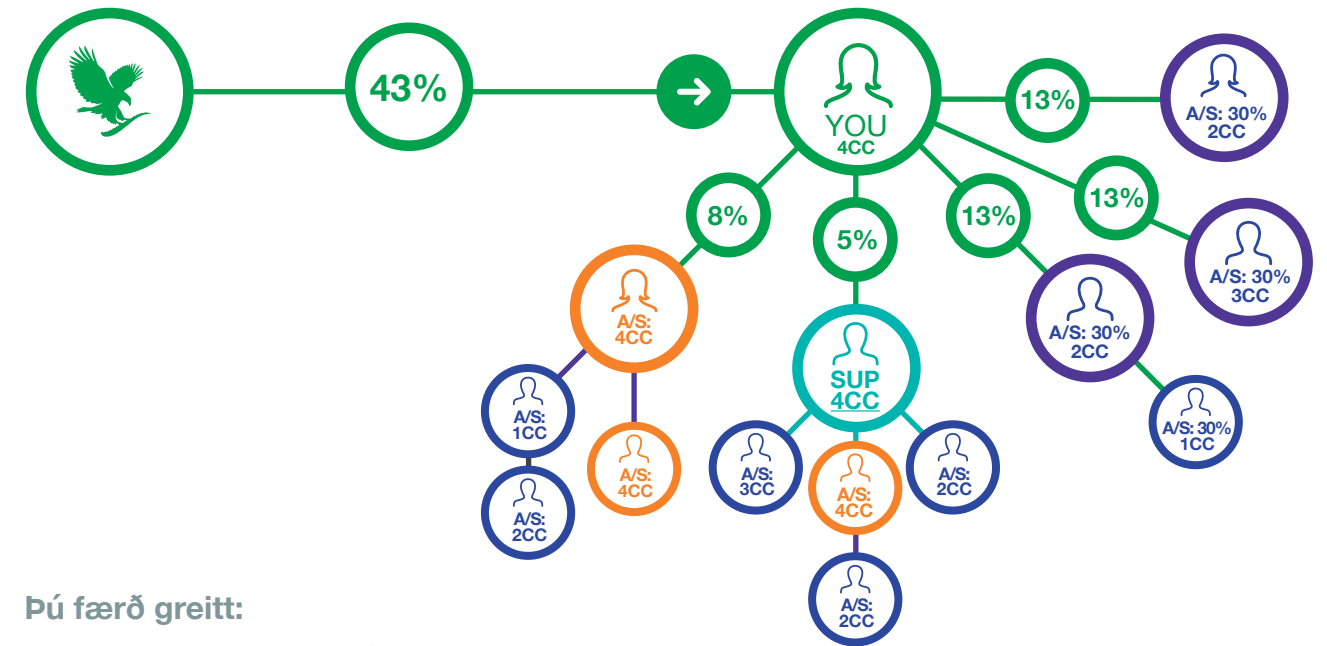 43%
YOU
4CC
13%
A/S: 30%
2CC
13%
A/S: 30%
3CC
8%
5%
13%
A/S:
4CC
SUP
4CC
A/S: 30%
2CC
A/S:
1CC
A/S:
4CC
A/S:
3CC
A/S:
4CC
A/S:
2CC
A/S: 30%
1CC
A/S:
2CC
A/S:
2CC
Þú færð greitt: